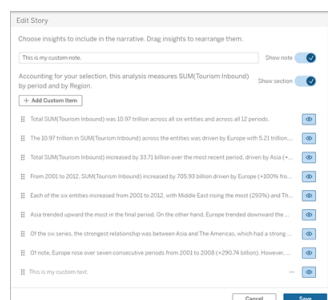 Edit Story
Choose insights to include in the narrative. Drag insights to rearrange them.
This is my custom note.
Show note
Accounting for your selection, this analysis measures SUM(Tourism Inbound)
by period and by Region.
Show section
+ Add Custom Item
Total SUM(Tourism Inbound) was 10.97 trillion across all six entities and across all 12 periods.
The 10.97 trillion in SUM(Tourism Inbound) across the entities was driven by Europe with 5.21 trillion,...
Total SUM(Tourism Inbound) increased by 33.71 billion over the most recent period, driven by Asia (+...
From 2001 to 2012, SUM(Tourism Inbound) increased by 705.93 billion driven by Europe (+100% fro...
Each of the six entities increased from 2001 to 2012, with Middle East rising the most (293%) and Th...
Asia trended upward the most in the final period. On the other hand, Europe trended downward the ...
Of the six series, the strongest relationship was between Asia and The Americas, which had a strong ...
Of note, Europe rose over seven consecutive periods from 2001 to 2008 (+290.74 billion). However, ...
This is my custom text.
Cancel
Save